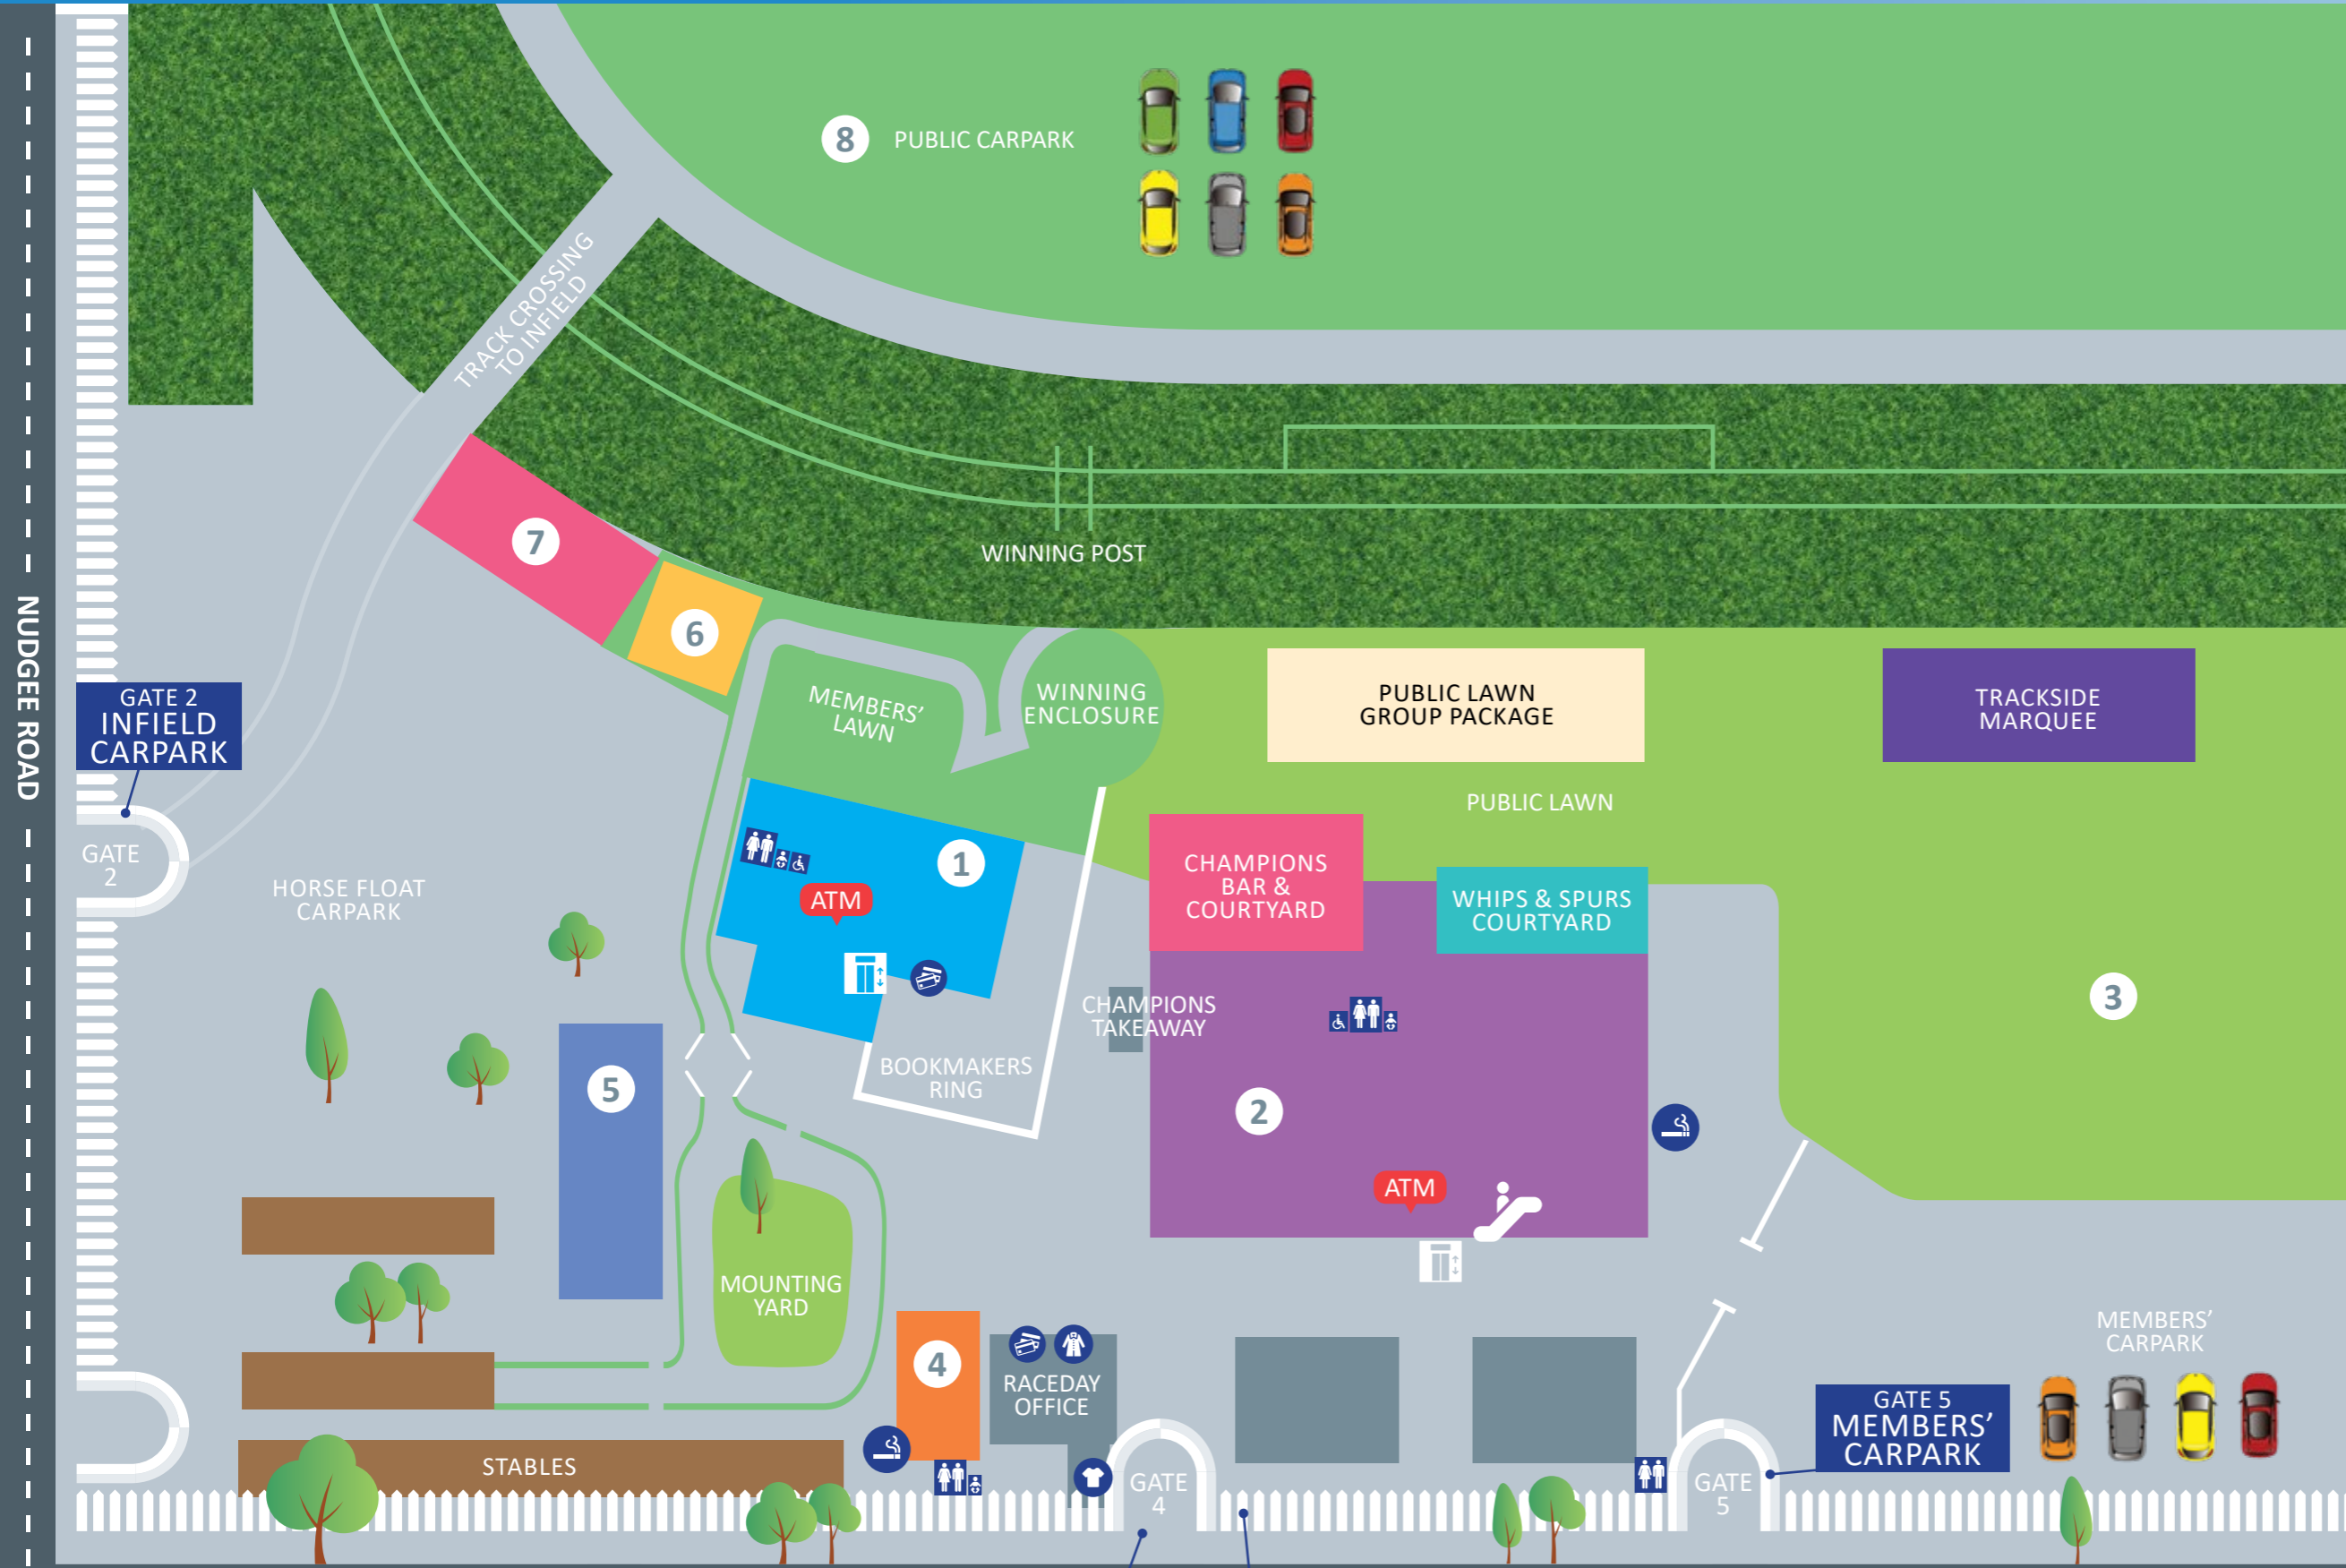 8
PUBLIC CARPARK
TRACK CROSSING
TO INFIELD
7
WINNING POST
6
NUDGEE ROAD
GATE 2
INFIELD
CARPARK
MEMBERS'
LAWN
WINNING
ENCLOSURE
PUBLIC LAWN
GROUP PACKAGE
TRACKSIDE
MARQUEE
PUBLIC LAWN
GATE
2
HORSE FLOAT
CARPARK
1
ATM
CHAMPIONS
BAR &
COURTYARD
WHIPS & SPURS
COURTYARD
3
CHAMPIONS
TAKEAWAY
BOOKMAKERS
RING
5
2
ATM
MOUNTING
YARD
4
RACEDAY
OFFICE
MEMBERS'
CARPARK
GATE 5
MEMBERS'
CARPARK
STABLES
GATE
4
GATE
5